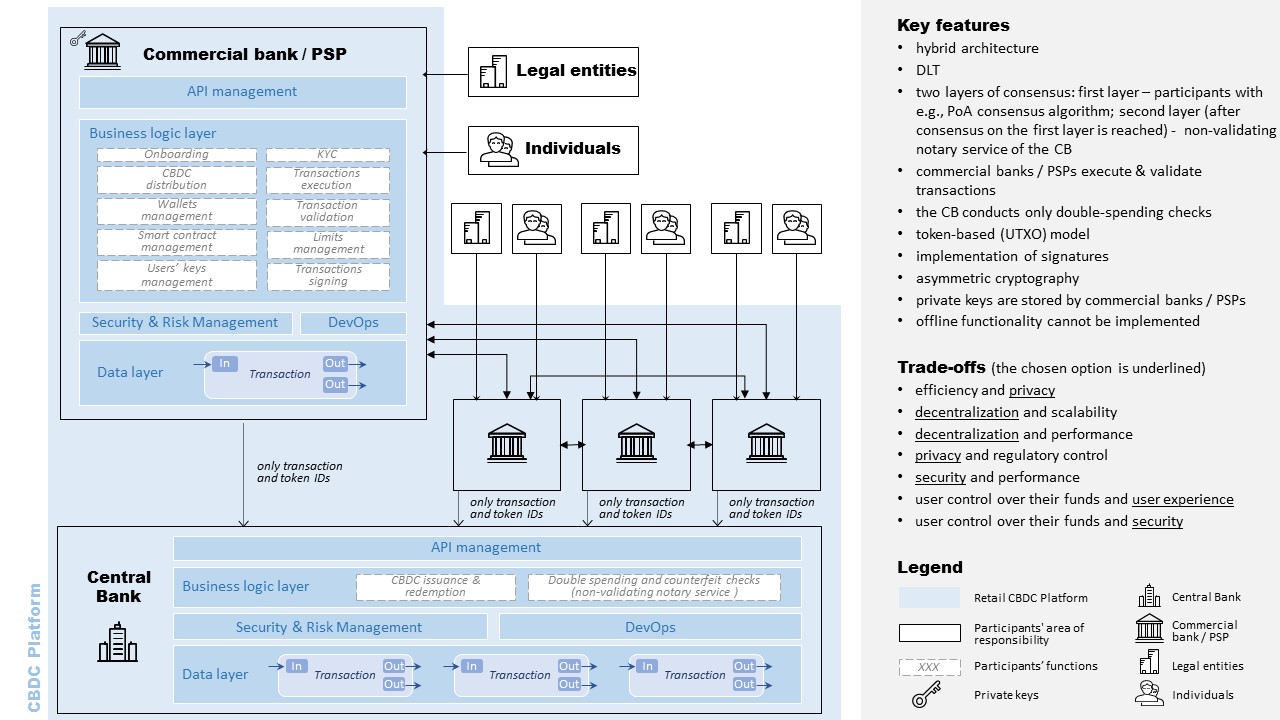 Commercial bank / PSP
API management
Business logic layer
Onboarding
KYC
CBDC
distribution
Transactions
execution
Wallets
management
Transaction
validation
Smart contract
management
Limits
management
Users' keys
management
Transactions
signing
Security & Risk Management
DevOps
Data layer
In
Transaction
Out
Out
Legal entities
Individuals
only transaction
and token IDs
only transaction
and token IDs
only transaction
and token IDs
only transaction
and token IDs
Central
Bank
API management
Business logic layer
CBDC issuance &
redemption
Double spending and counterfeit checks
(non-validating notary service )
Security & Risk Management
DevOps
Data layer
In
Transaction
Out
Out
In
Transaction
Out
Out
In
Transaction
Out
Out
CBDC Platform
Key features
• hybrid architecture
• DLT
• two layers of consensus: first layer – participants with
e.g., PoA consensus algorithm; second layer (after
consensus on the first layer is reached) - non-validating
notary service of the CB
• commercial banks / PSPs execute & validate
transactions
• the CB conducts only double-spending checks
• token-based (UTXO) model
• implementation of signatures
• asymmetric cryptography
• private keys are stored by commercial banks / PSPs
• offline functionality cannot be implemented
Trade-offs (the chosen option is underlined)
• efficiency and privacy
• decentralization and scalability
• decentralization and performance
• privacy and regulatory control
• security and performance
• user control over their funds and user experience
• user control over their funds and security
Legend
Retail CBDC Platform
Central Bank
Participants' area of
responsibility
Commercial
bank / PSP
XXX
Participants' functions
Legal entities
Private keys
Individuals